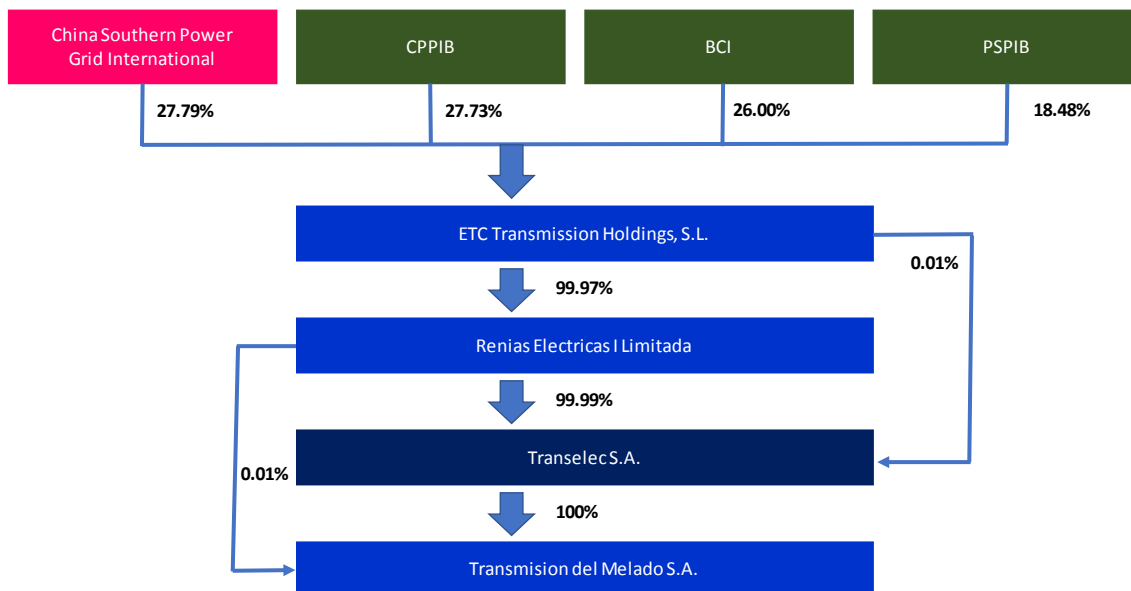 China Southern Power
Grid International
CPPIB
BCI
PSPIB
27.79%
27.73%
26.00%
18.48%
ETC Transmission Holdings, S.L.
0.01%
99.97%
Renias Electricas I Limitada
99.99%
Transelec S.A.
0.01%
100%
Transmision del Melado S.A.